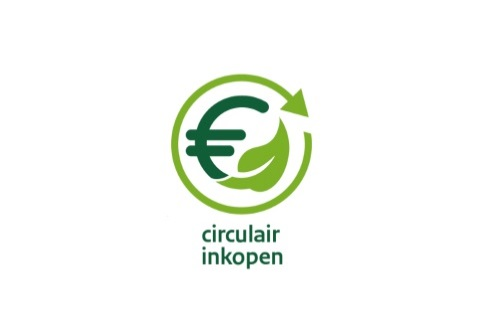 €
circulair
inkopen